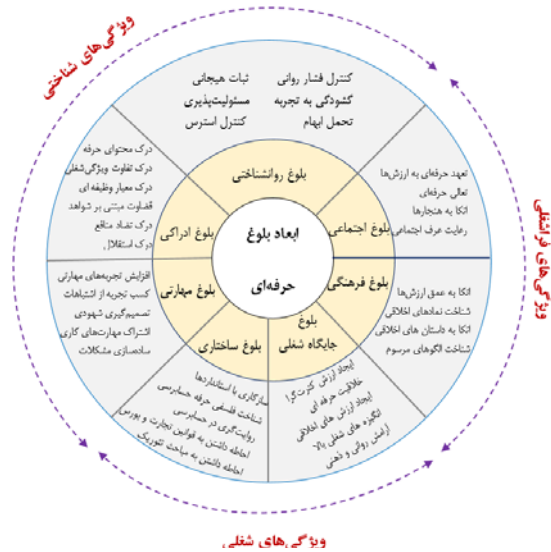 ویژگی‌های شناختی
ویژگی‌های فراشغلی
ویژگی‌های شغلی
ابعاد بلوغ
حرفه‌ای
بلوغ روانشناختی
کنترل فشار روانی
گشودگی به تجربه
تحمل ابهام
ثبات هیجانی
مسئولیت‌پذیری
کنترل استرس
بلوغ اجتماعی
تعهد حرفه‌ای به ارزش‌ها
تعالی حرفه‌ای
اتکا به هنجارها
رعایت عرف اجتماعی
بلوغ فرهنگی
اتکا به عمق ارزش‌ها
شناخت نمادهای اخلاقی
اتکا به داستان های اخلاقی
شناخت الگوهای مرسوم
بلوغ
جایگاه شغلی
ایجاد ارزش کثرت‌گرا
خلاقیت حرفه ای
ایجاد ارزش های اخلاقی
انگیزه های شغلی بالا
آرامش روانی و ذهنی
بلوغ ساختاری
سازگاری با استانداردها
شناخت فلسفی حرفه حسابرسی
روایت‌گری در حسابرسی
احاطه داشتن به قوانین تجارت و بورس
احاطه داشتن به مباحث تئوریک
بلوغ مهارتی
افزایش تجربه‌های مهارتی
کسب تجربه از اشتباهات
تصمیم‌گیری شهودی
اشتراک مهارت‌های کاری
ساده‌سازی مشکلات
بلوغ ادراکی
درک محتوای حرفه
درک تفاوت ویژگی‌شغلی
درک معیار وظیفه ای
قضاوت مبتنی بر شواهد
درک تضاد منافع
درک استقلال